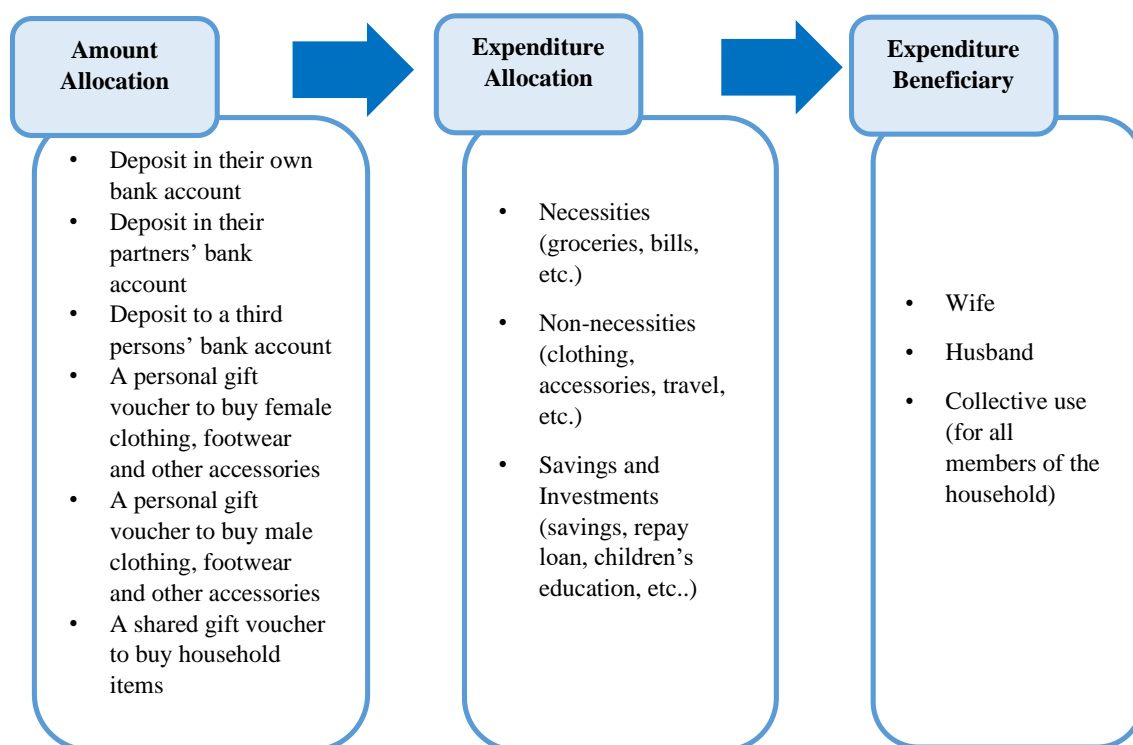 Amount
Allocation
• Deposit in their own
bank account
• Deposit in their
partners’ bank
account
• Deposit to a third
persons’ bank account
• A personal gift
voucher to buy female
clothing, footwear
and other accessories
• A personal gift
voucher to buy male
clothing, footwear
and other accessories
• A shared gift voucher
to buy household
items
Expenditure
Allocation
• Necessities
(groceries, bills,
etc.)
• Non-necessities
(clothing,
accessories, travel,
etc.)
• Savings and
Investments
(savings, repay
loan, children’s
education, etc..)
Expenditure
Beneficiary
• Wife
• Husband
• Collective use
(for all
members of the
household)